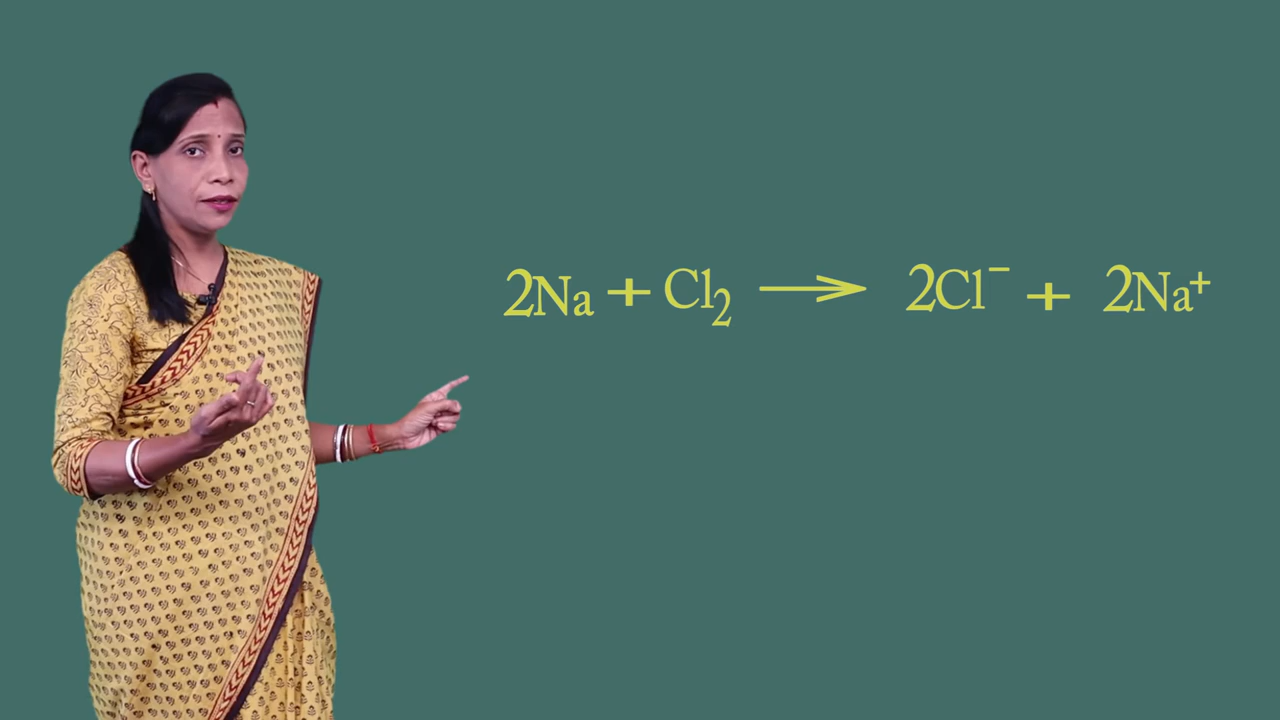 2Na + Cl₂ ⟶ 2Cl⁻ + 2Na⁺